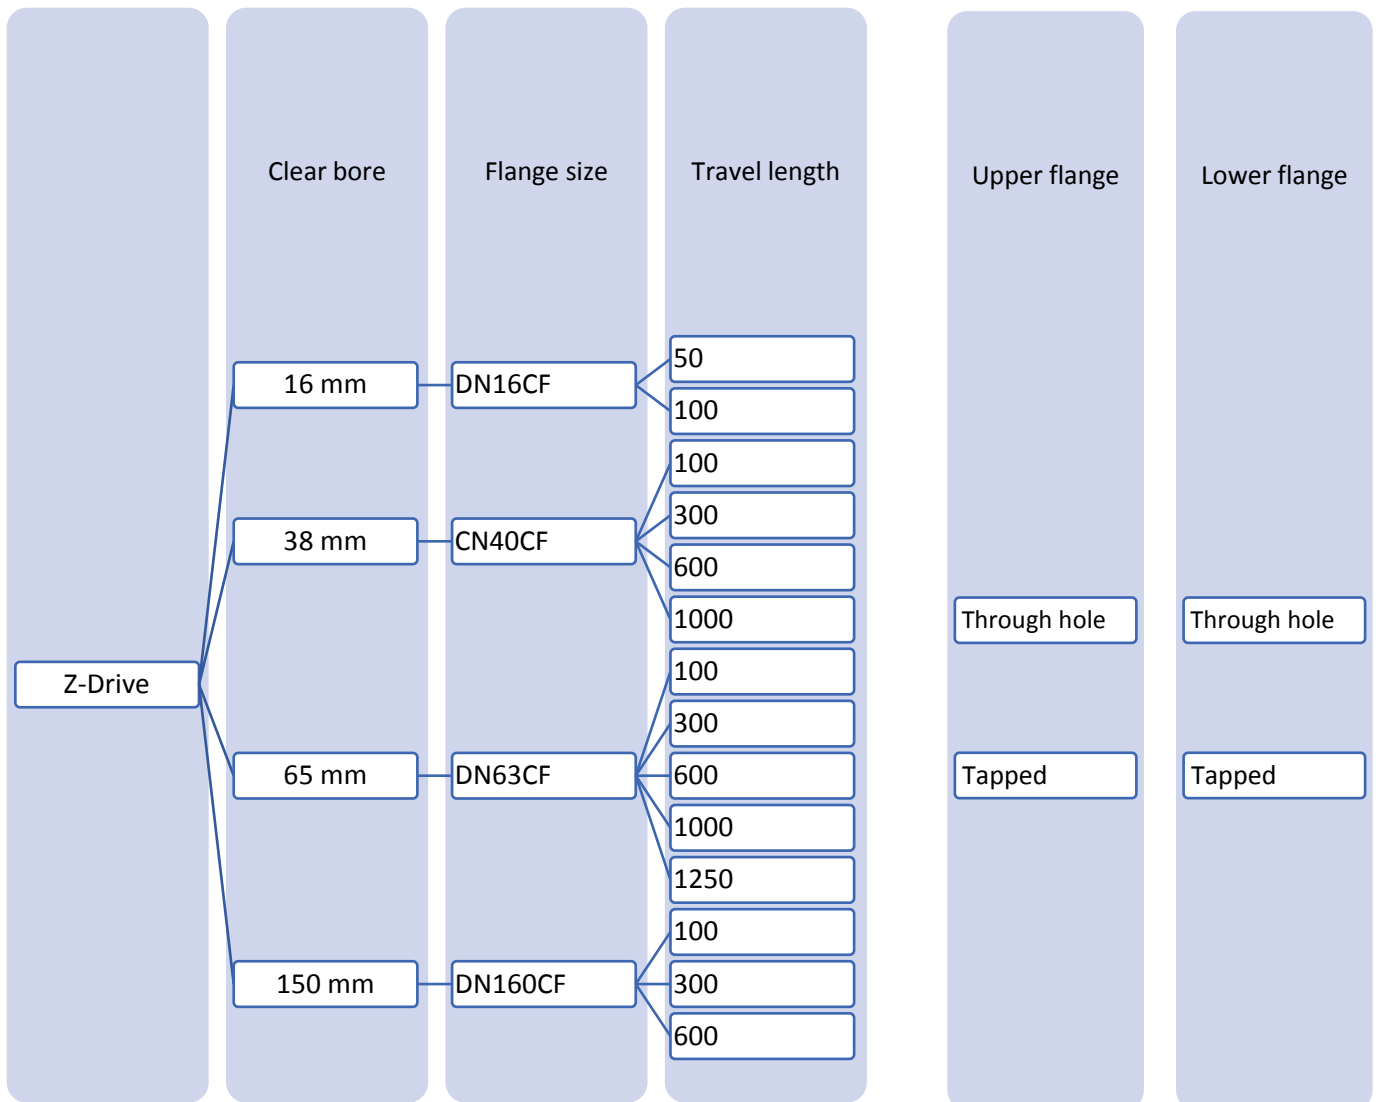 Clear bore
Flange size
Travel length
Upper flange
Lower flange
Z-Drive
16 mm
DN16CF
50
100
38 mm
CN40CF
100
300
600
1000
65 mm
DN63CF
100
300
600
1000
1250
150 mm
DN160CF
100
300
600
Through hole
Tapped
Through hole
Tapped